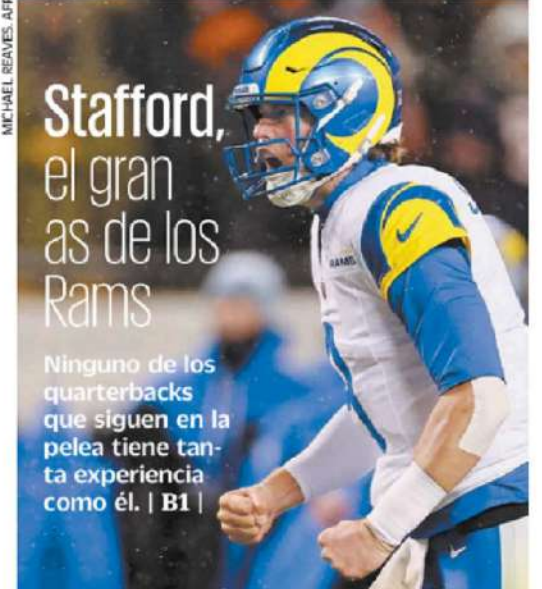 MICHAEL REAVES. AFP
Stafford,
el gran
as de los
Rams
Ninguno de los
quarterbacks
que siguen en la
pelea tiene tan-
ta experiencia
como él. | B1 |
RAMS